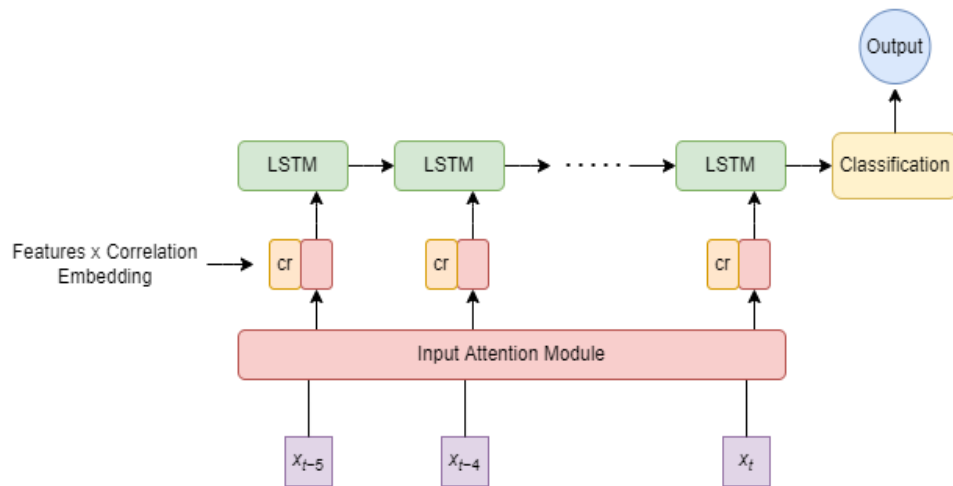 Output
LSTM
LSTM
.....
LSTM
Classification
Features x Correlation
Embedding
cr
cr
cr
Input Attention Module
x_{t-5}
x_{t-4}
x_t